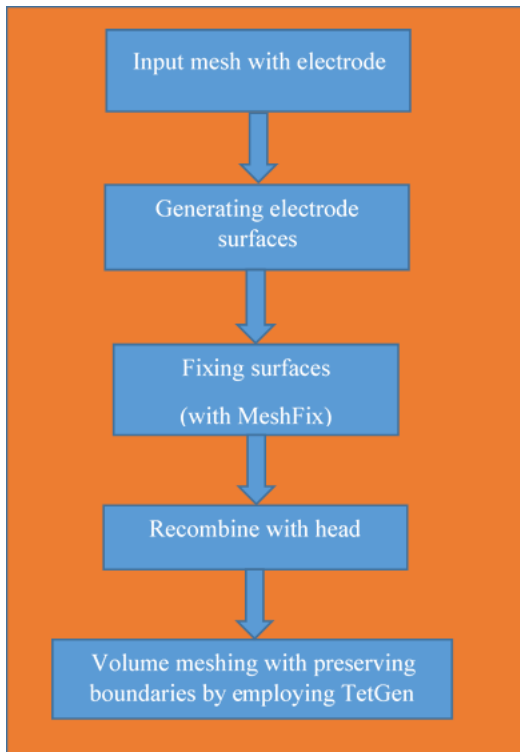 Input mesh with electrode
Generating electrode
surfaces
Fixing surfaces
(with MeshFix)
Recombine with head
Volume meshing with preserving
boundaries by employing TetGen